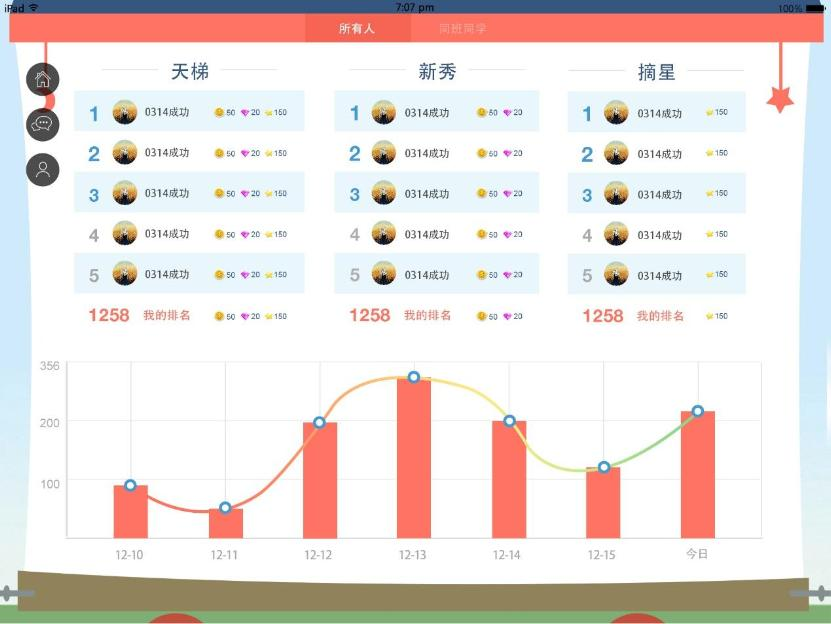 iPad 7:07 pm 100%
所有人 同班同学
天梯 新秀 摘星
1 0314成功 50 20 150 1 0314成功 50 20 1 0314成功 150
2 0314成功 50 20 150 2 0314成功 50 20 2 0314成功 150
3 0314成功 50 20 150 3 0314成功 50 20 3 0314成功 150
4 0314成功 50 20 150 4 0314成功 50 20 4 0314成功 150
5 0314成功 50 20 150 5 0314成功 50 20 5 0314成功 150
1258 我的排名 50 20 150 1258 我的排名 50 20 1258 我的排名 150
356
200
100
12-10 12-11 12-12 12-13 12-14 12-15 今日